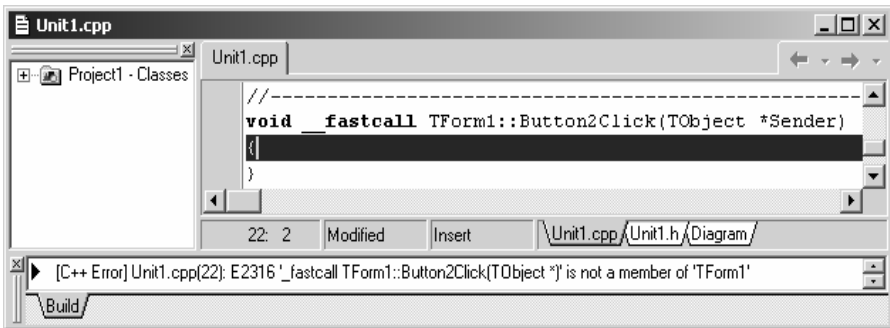 Unit1.cpp
Project1 - Classes
Unit1.cpp
//---------------------------------------------------------
void __fastcall TForm1::Button2Click(TObject *Sender)
{
}
22: 2 Modified Insert Unit1.cpp Unit1.h Diagram
[C++ Error] Unit1.cpp(22): E2316 '_fastcall TForm1::Button2Click(TObject *)' is not a member of 'TForm1'
Build